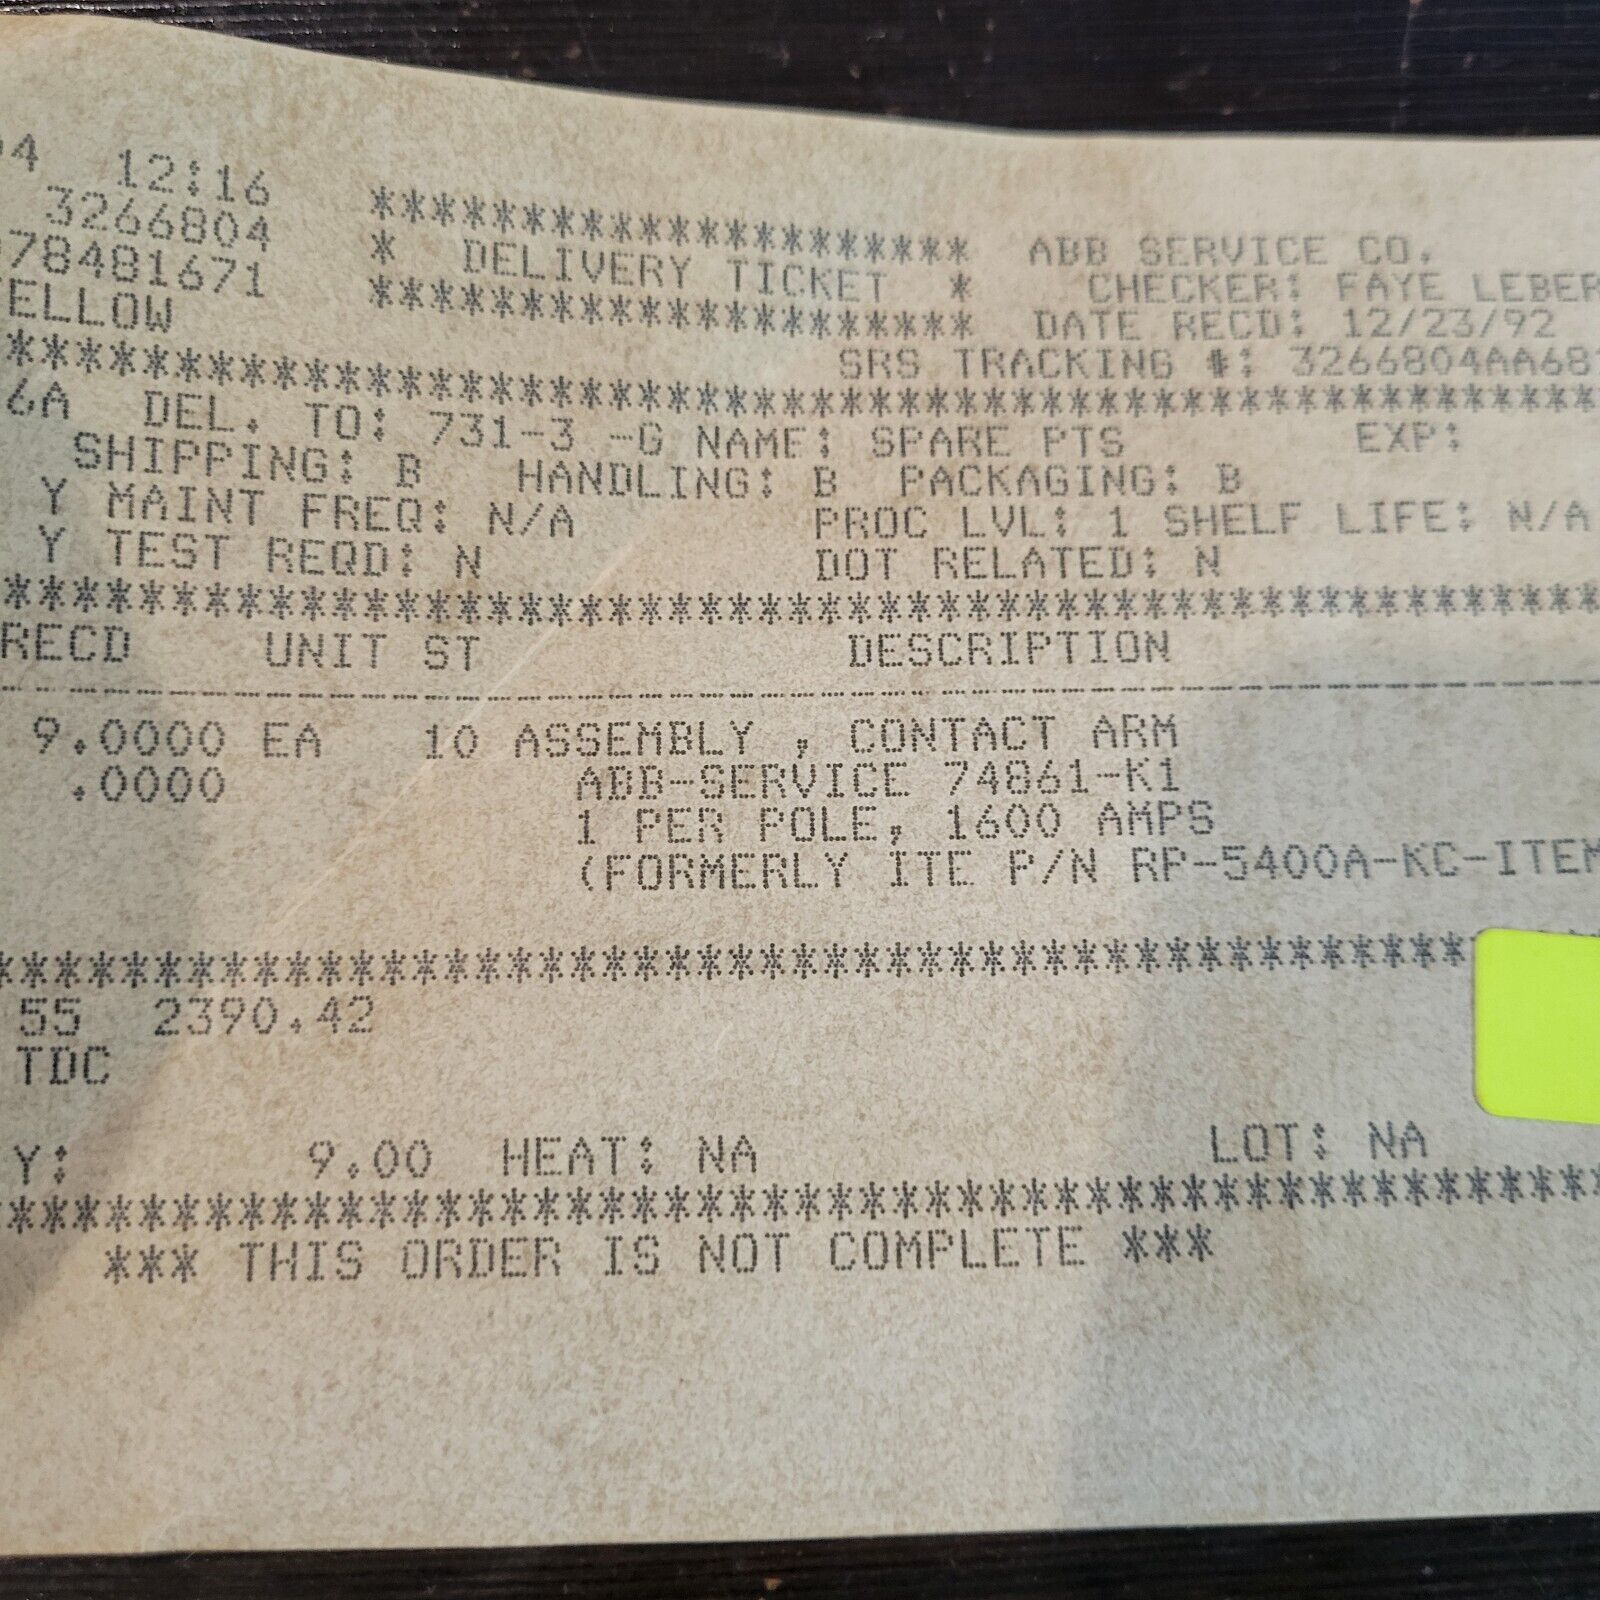 94 12:16
3266804 ******************** ABB SERVICE CO.
78481671 * DELIVERY TICKET * CHECKER: FAYE LEBER
ELLOW ******************** DATE RECD: 12/23/92
SRS TRACKING #: 3266804AA681
**************************************************
6A DEL. TO: 731-3 -G NAME: SPARE PTS EXP:
SHIPPING: B HANDLING: B PACKAGING: B
Y MAINT FREQ: N/A PROC LVL: 1 SHELF LIFE: N/A
Y TEST REQD: N DOT RELATED: N
**************************************************
RECD UNIT ST DESCRIPTION
--------------------------------------------------
9.0000 EA 10 ASSEMBLY , CONTACT ARM
.0000 ABB-SERVICE 74861-K1
1 PER POLE, 1600 AMPS
(FORMERLY ITE P/N RP-5400A-KC-ITEM
**************************************************
55 2390.42
TDC
Y: 9.00 HEAT: NA LOT: NA
**************************************************
*** THIS ORDER IS NOT COMPLETE ***